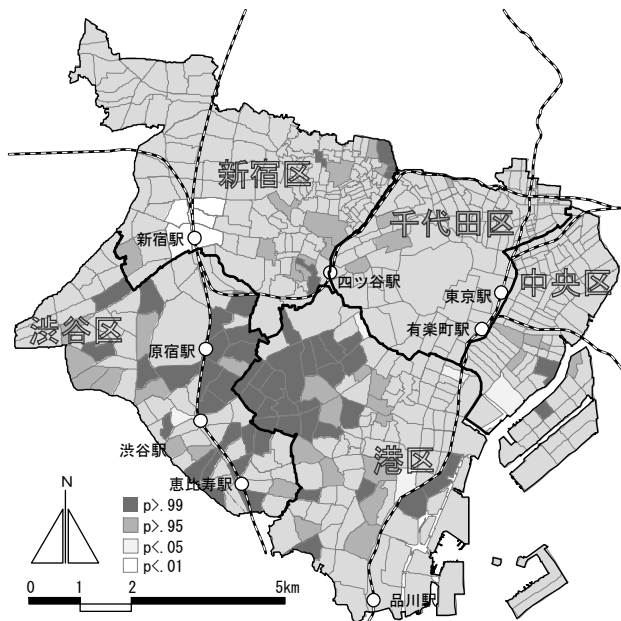 新宿区
千代田区
新宿駅
四ツ谷駅
中央区
東京駅
渋谷区
有楽町駅
原宿駅
港区
渋谷駅
恵比寿駅
N
p>.99
p>.95
p<.05
p<.01
0 1 2 5km
品川駅